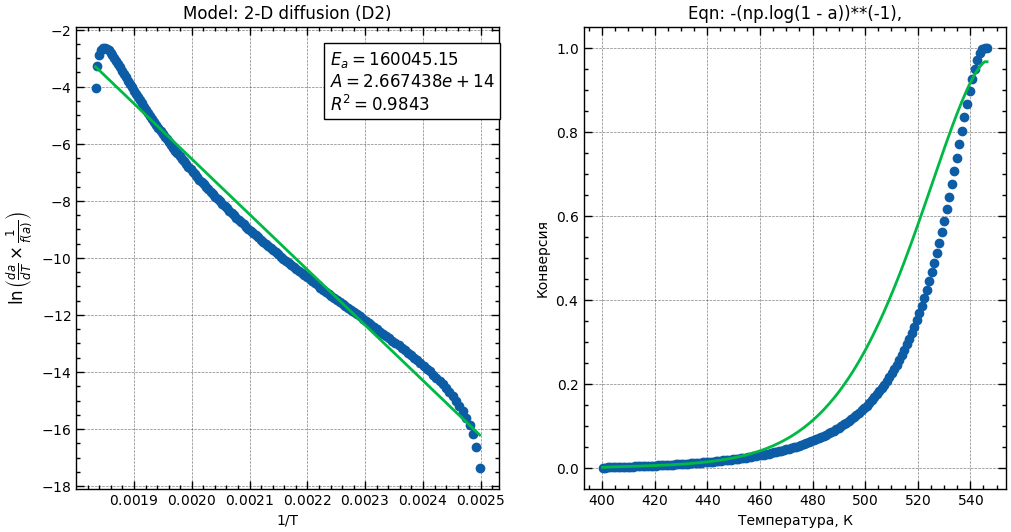 Model: 2-D diffusion (D2)
−2
−4
−6
−8
−10
−12
−14
−16
−18
ln(da/dT × 1/f(a))
E_a = 160045.15
A = 2.667438e + 14
R² = 0.9843
0.0019 0.0020 0.0021 0.0022 0.0023 0.0024 0.0025
1/T
Eqn: -(np.log(1 - a))**(-1),
1.0
0.8
0.6
0.4
0.2
0.0
Конверсия
400 420 440 460 480 500 520 540
Температура, К